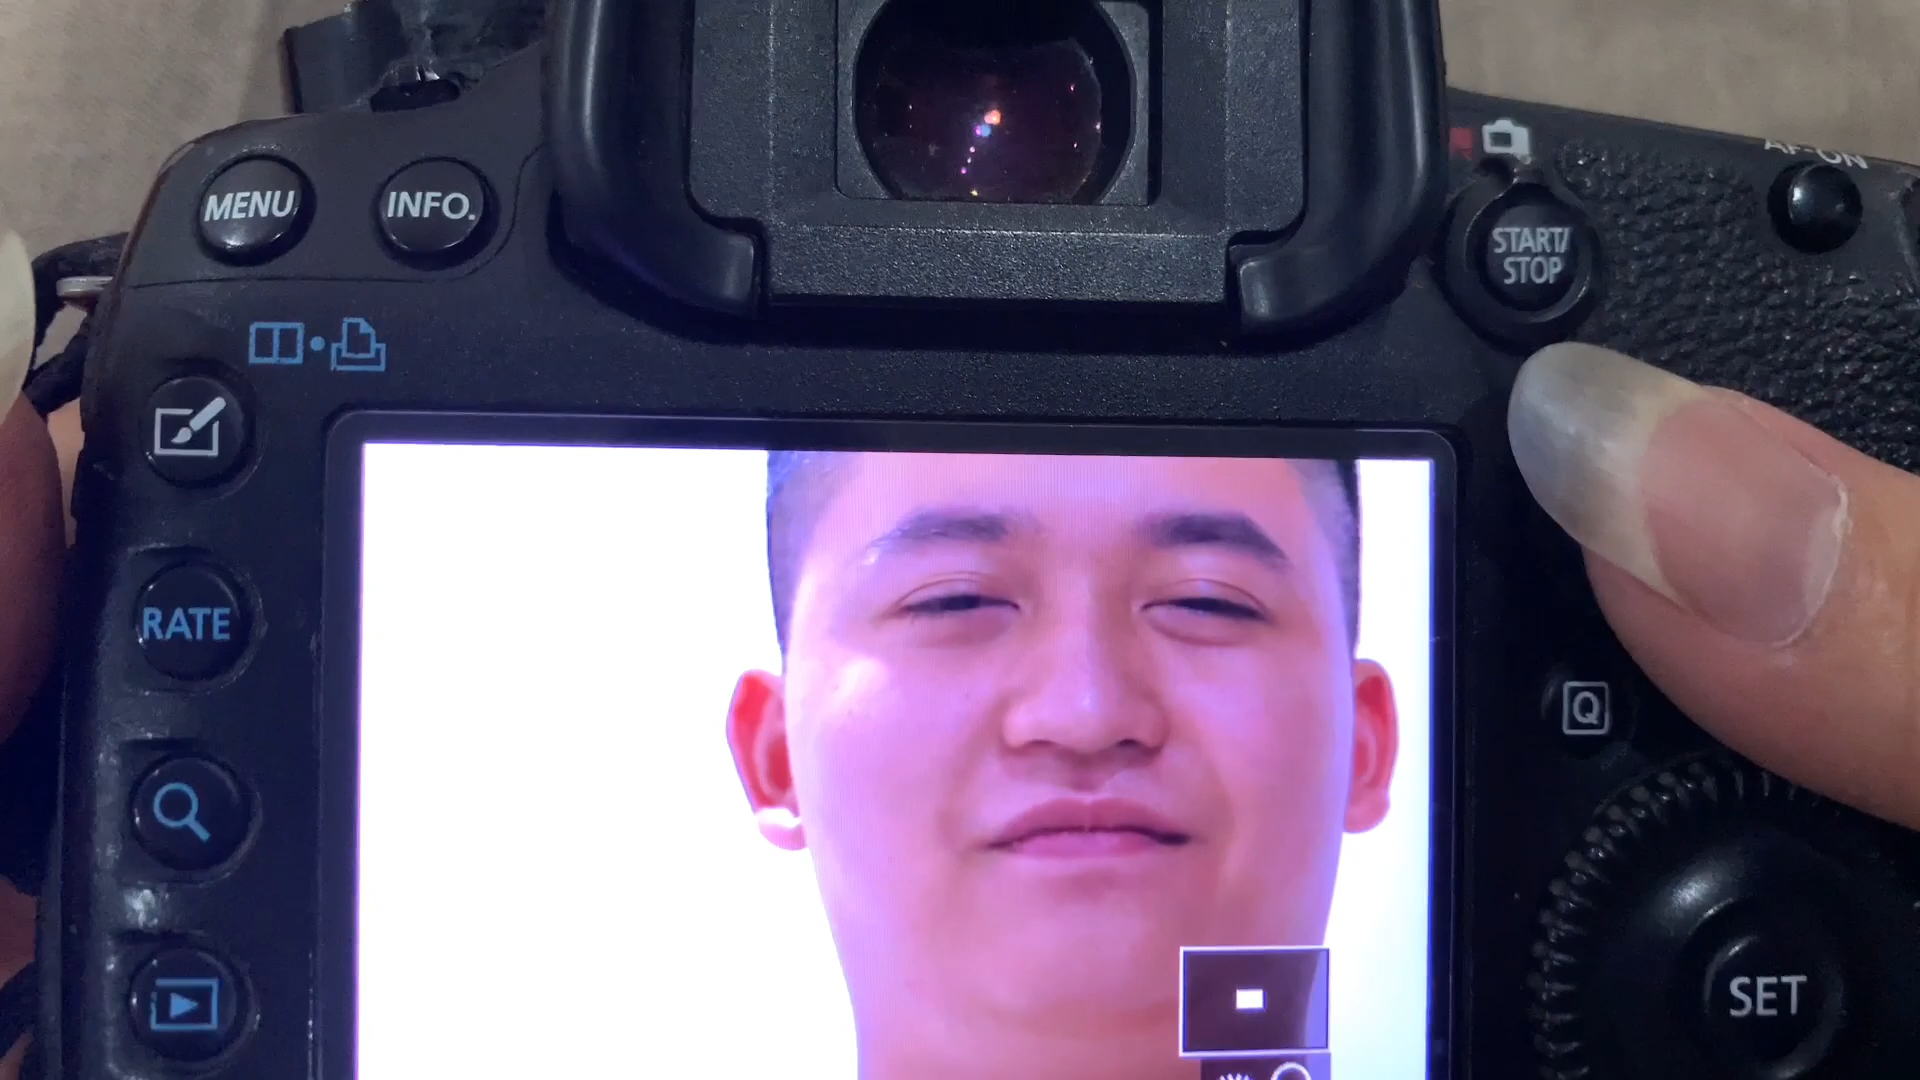 MENU
INFO.
AF-ON
START/
STOP
RATE
Q
SET